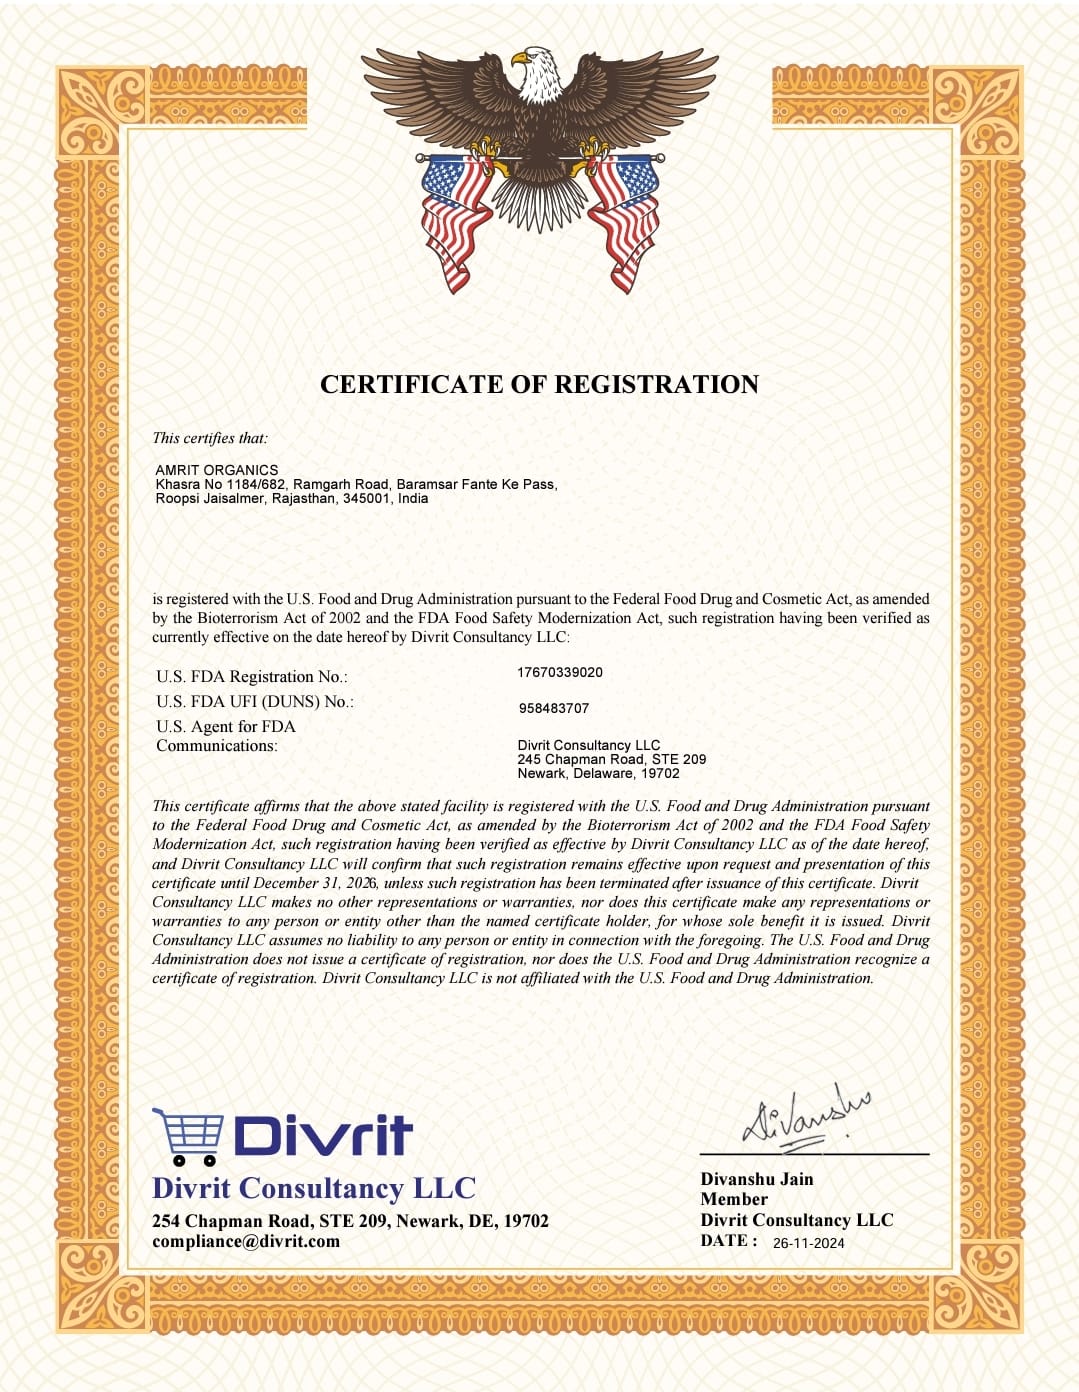 CERTIFICATE OF REGISTRATION
This certifies that:
AMRIT ORGANICS
Khasra No 1184/682, Ramgarh Road, Baramsar Fante Ke Pass,
Roopsi Jaisalmer, Rajasthan, 345001, India
is registered with the U.S. Food and Drug Administration pursuant to the Federal Food Drug and Cosmetic Act, as amended
by the Bioterrorism Act of 2002 and the FDA Food Safety Modernization Act, such registration having been verified as
currently effective on the date hereof by Divrit Consultancy LLC:
U.S. FDA Registration No.: 17670339020
U.S. FDA UFI (DUNS) No.: 958483707
U.S. Agent for FDA
Communications: Divrit Consultancy LLC
245 Chapman Road, STE 209
Newark, Delaware, 19702
This certificate affirms that the above stated facility is registered with the U.S. Food and Drug Administration pursuant
to the Federal Food Drug and Cosmetic Act, as amended by the Bioterrorism Act of 2002 and the FDA Food Safety
Modernization Act, such registration having been verified as effective by Divrit Consultancy LLC as of the date hereof,
and Divrit Consultancy LLC will confirm that such registration remains effective upon request and presentation of this
certificate until December 31, 2026, unless such registration has been terminated after issuance of this certificate. Divrit
Consultancy LLC makes no other representations or warranties, nor does this certificate make any representations or
warranties to any person or entity other than the named certificate holder, for whose sole benefit it is issued. Divrit
Consultancy LLC assumes no liability to any person or entity in connection with the foregoing. The U.S. Food and Drug
Administration does not issue a certificate of registration, nor does the U.S. Food and Drug Administration recognize a
certificate of registration. Divrit Consultancy LLC is not affiliated with the U.S. Food and Drug Administration.
Divrit
Divrit Consultancy LLC
254 Chapman Road, STE 209, Newark, DE, 19702
compliance@divrit.com
Divanshu
Divanshu Jain
Member
Divrit Consultancy LLC
DATE : 26-11-2024